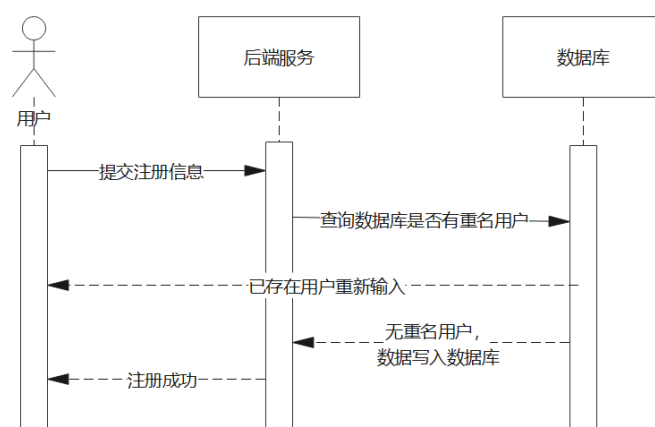 用户
后端服务
数据库
提交注册信息
查询数据库是否有重名用户
已存在用户重新输入
无重名用户，
数据写入数据库
注册成功